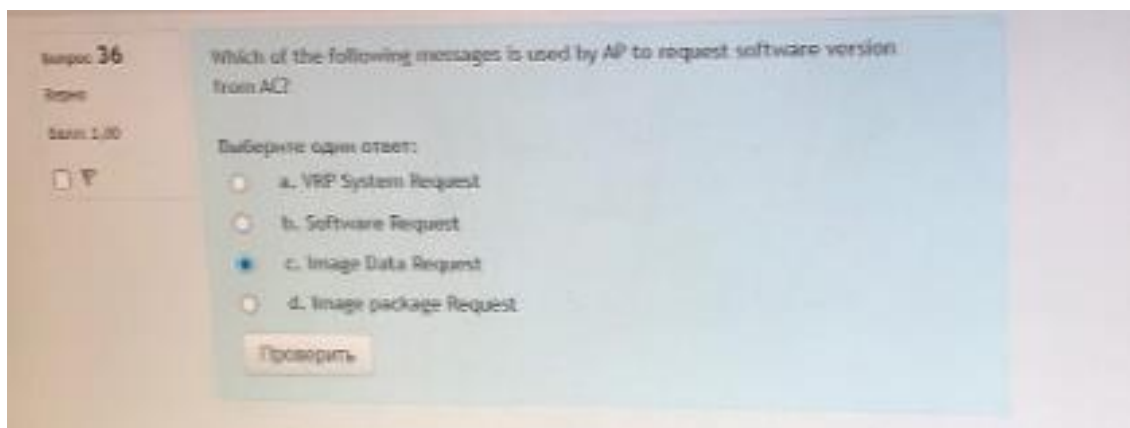 Вопрос 36
Верно
Балл: 1,00
Which of the following messages is used by AP to request software version
from AC?
Выберите один ответ:
a. VRP System Request
b. Software Request
c. Image Data Request
d. Image package Request
Проверить